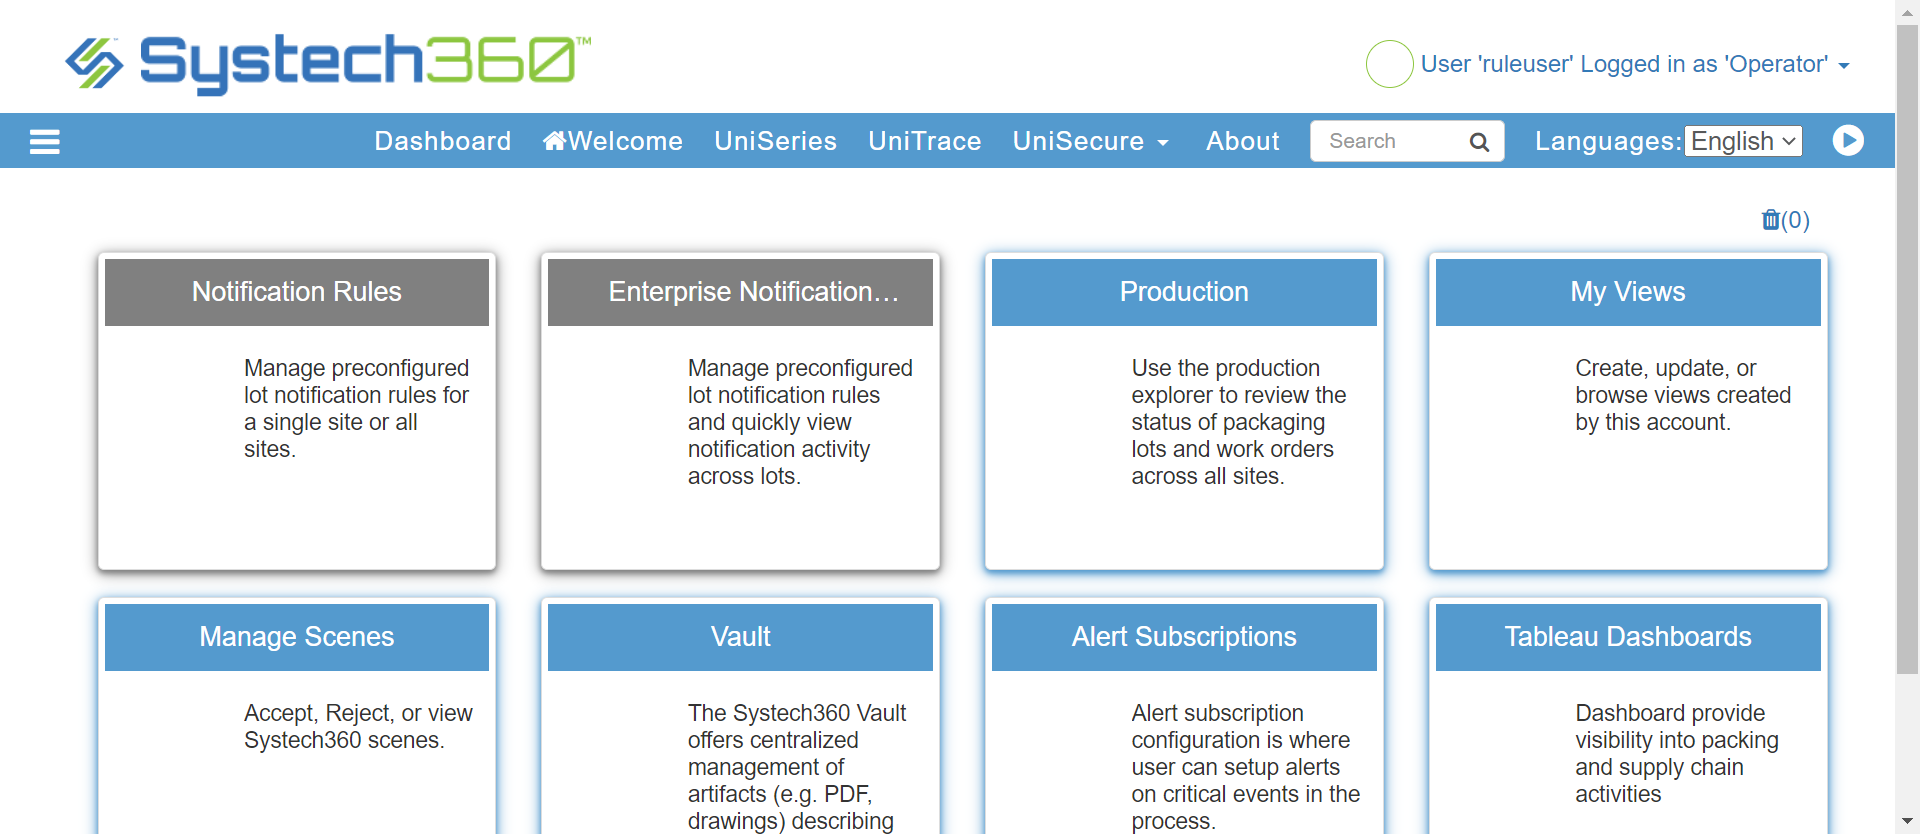 Systech360™
User 'ruleuser' Logged in as 'Operator'
Dashboard Welcome UniSeries UniTrace UniSecure About Search Languages: English
(0)
Notification Rules
Manage preconfigured
lot notification rules for
a single site or all
sites.
Enterprise Notification...
Manage preconfigured
lot notification rules
and quickly view
notification activity
across lots.
Production
Use the production
explorer to review the
status of packaging
lots and work orders
across all sites.
My Views
Create, update, or
browse views created
by this account.
Manage Scenes
Accept, Reject, or view
Systech360 scenes.
Vault
The Systech360 Vault
offers centralized
management of
artifacts (e.g. PDF,
drawings) describing
Alert Subscriptions
Alert subscription
configuration is where
user can setup alerts
on critical events in the
process.
Tableau Dashboards
Dashboard provide
visibility into packing
and supply chain
activities